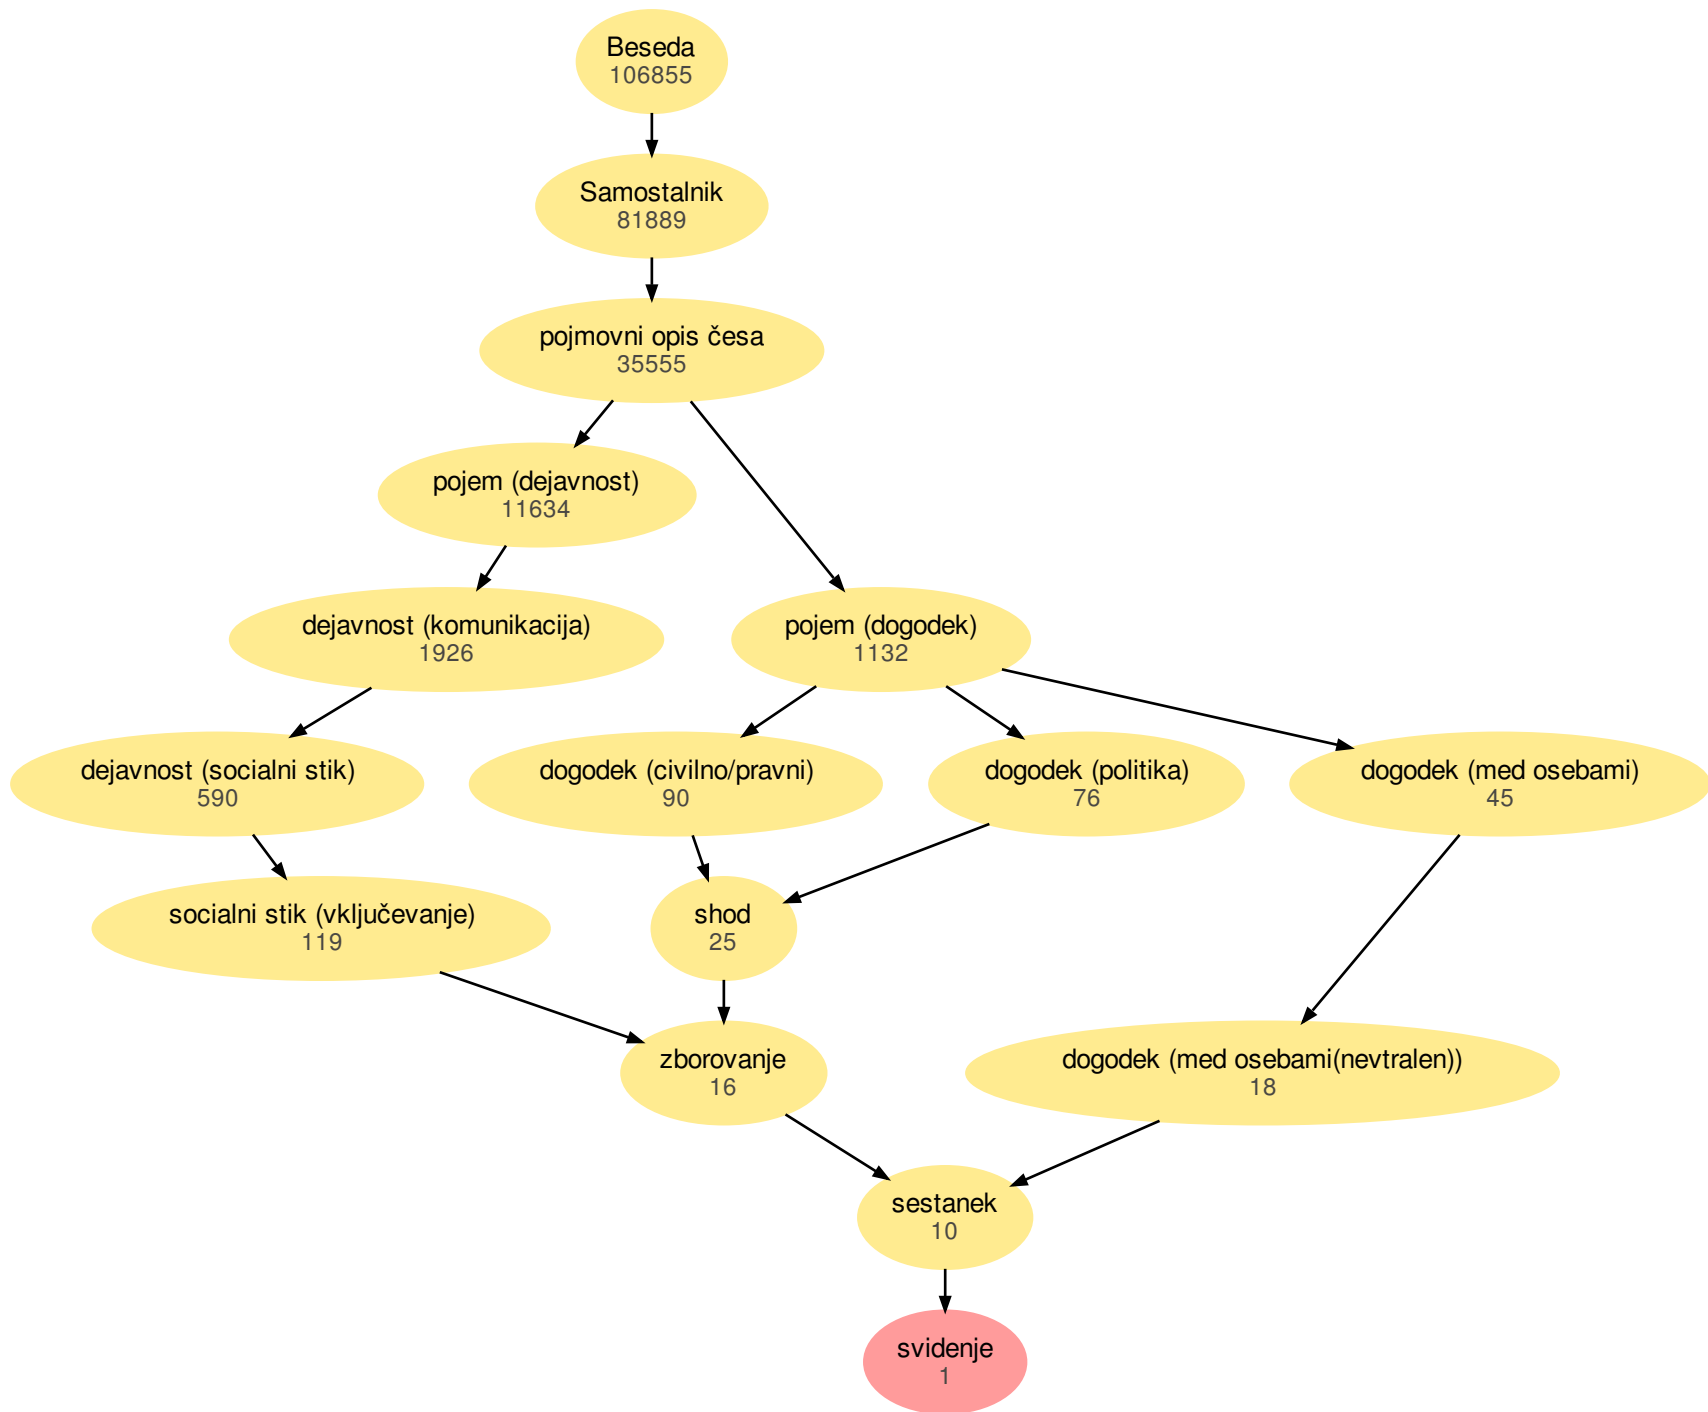 Beseda
106855
Samostalnik
81889
pojmovni opis česa
35555
pojem (dejavnost)
11634
dejavnost (komunikacija)
1926
pojem (dogodek)
1132
dejavnost (socialni stik)
590
dogodek (civilno/pravni)
90
dogodek (politika)
76
dogodek (med osebami)
45
socialni stik (vključevanje)
119
shod
25
zborovanje
16
dogodek (med osebami(nevtralen))
18
sestanek
10
svidenje
1